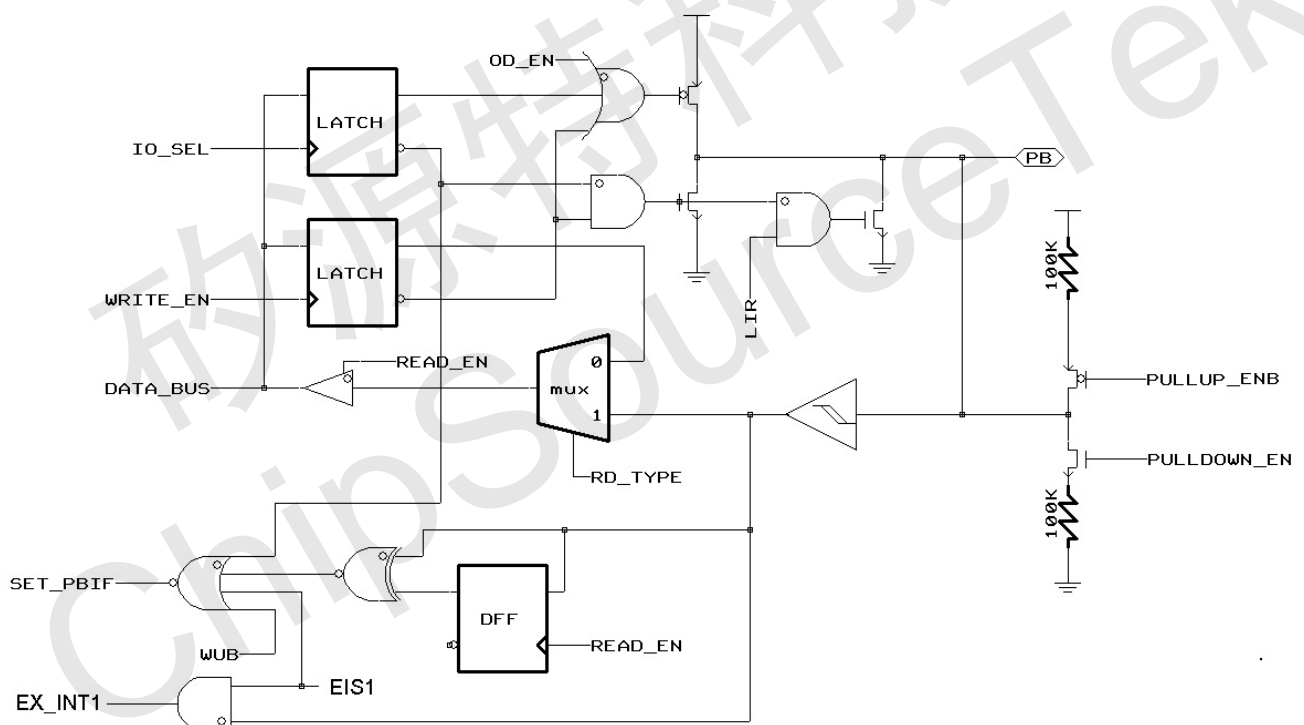 矽源特科
ChipSourceTek
OD_EN
LATCH
IO_SEL
PB
LATCH
100K
WRITE_EN
LIR
READ_EN
0
DATA_BUS
mux
PULLUP_ENB
1
PULLDOWN_EN
RD_TYPE
100K
SET_PBIF
DFF
WUB
READ_EN
EIS1
EX_INT1